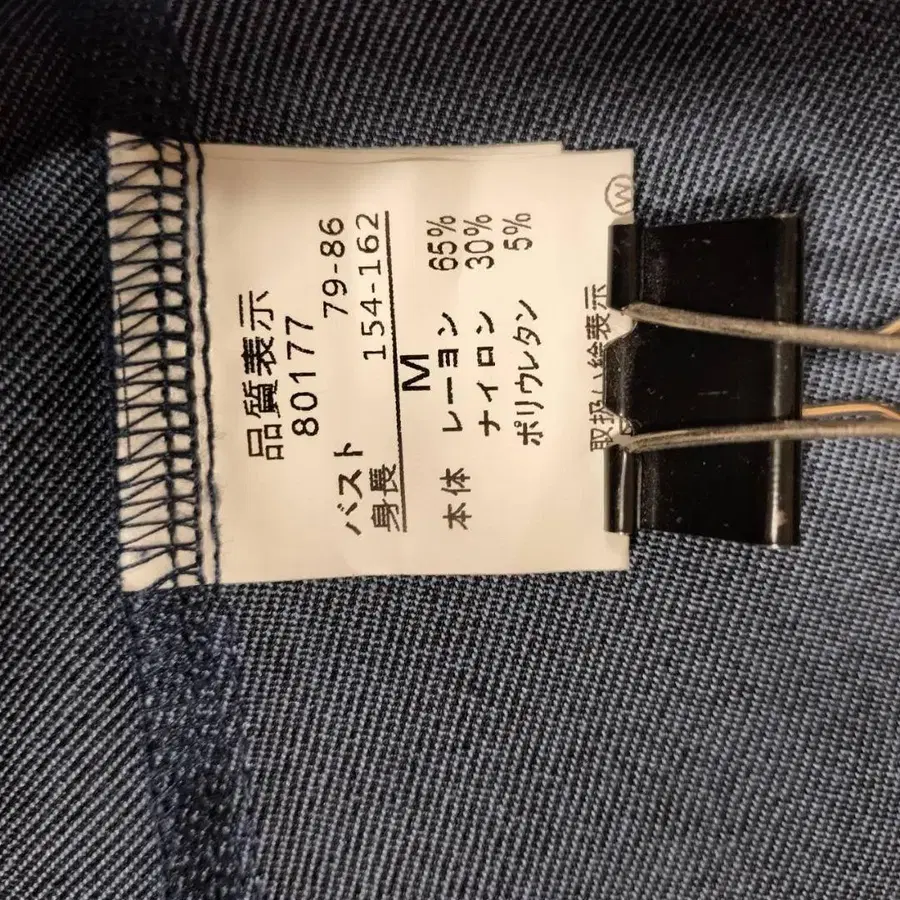 品質表示
80177
バスト 79-86
身長 154-162
M
本体 レーヨン 65%
ナイロン 30%
ポリウレタン 5%
取扱い絵表示
W